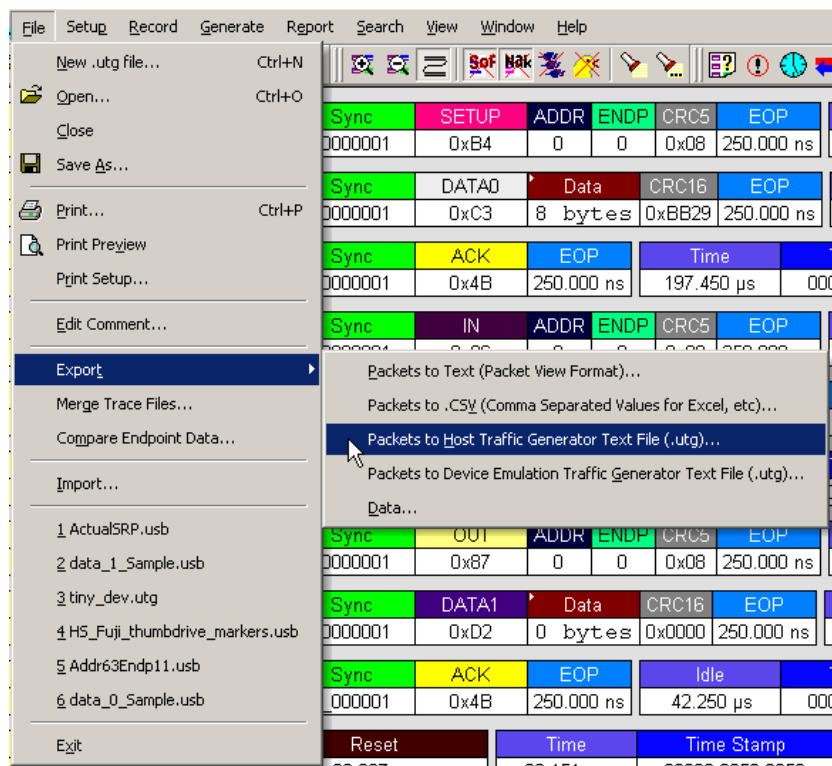 File Setup Record Generate Report Search View Window Help
New .utg file... Ctrl+N
Open... Ctrl+O
Close
Save As...
Print... Ctrl+P
Print Preview
Print Setup...
Edit Comment...
Export
Merge Trace Files...
Compare Endpoint Data...
Import...
1 ActualSRP.usb
2 data_1_Sample.usb
3 tiny_dev.utg
4 HS_Fuji_thumbdrive_markers.usb
5 Addr63Endp11.usb
6 data_0_Sample.usb
Exit
Packets to Text (Packet View Format)...
Packets to .CSV (Comma Separated Values for Excel, etc)...
Packets to Host Traffic Generator Text File (.utg)...
Packets to Device Emulation Traffic Generator Text File (.utg)...
Data...
Sof Nak
Sync SETUP ADDR ENDP CRC5 EOP
0000001 0xB4 0 0 0x08 250.000 ns
Sync DATA0 Data CRC16 EOP
0000001 0xC3 8 bytes 0xBB29 250.000 ns
Sync ACK EOP Time
0000001 0x4B 250.000 ns 197.450 µs 000
Sync IN ADDR ENDP CRC5 EOP
Sync OUT ADDR ENDP CRC5 EOP
0000001 0x87 0 0 0x08 250.000 ns
Sync DATA1 Data CRC16 EOP
0000001 0xD2 0 bytes 0x0000 250.000 ns
Sync ACK EOP Idle
_000001 0x4B 250.000 ns 42.250 µs 000
Reset Time Time Stamp